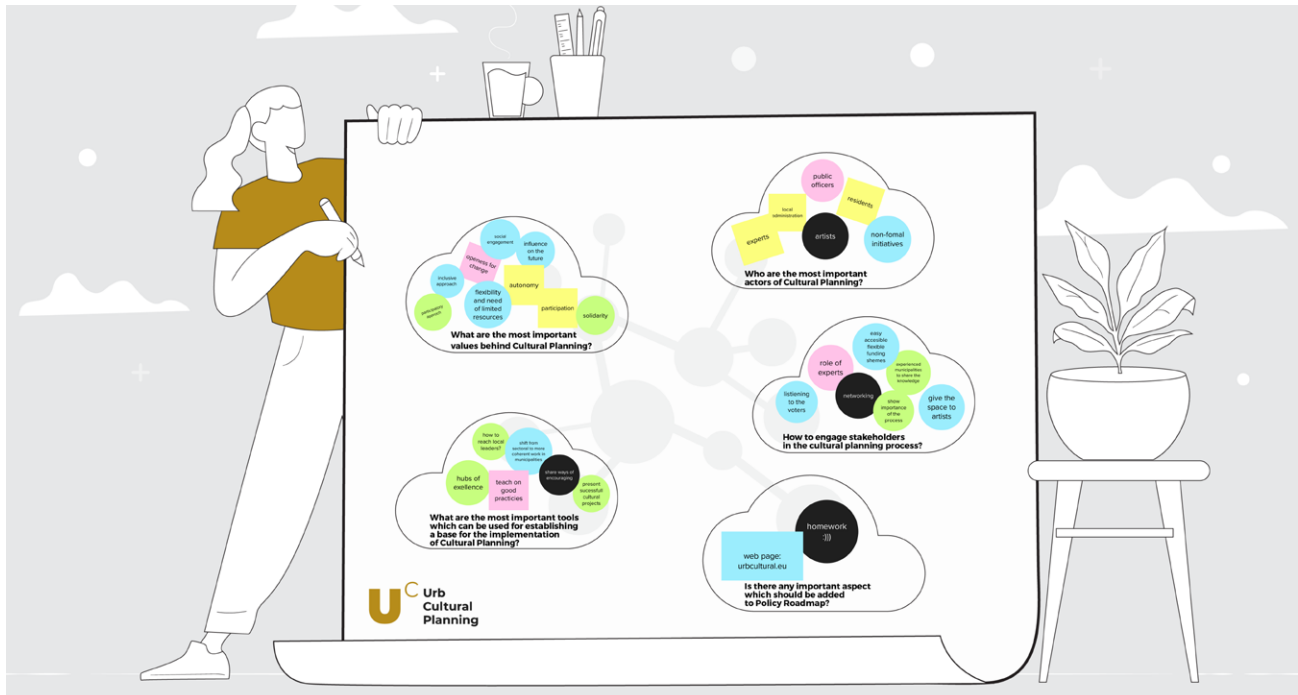 social
engagement
influence
on the
future
openess for
change
inclusive
approach
autonomy
flexibility
and need
of limited
resources
participatory
participation
solidarity
What are the most important
values behind Cultural Planning?
public
officers
local
administration
residents
experts
artists
non-fomal
initiatives
Who are the most important
actors of Cultural Planning?
easy
accesible
flexible
funding
shemes
role of
experts
experienced
municipalities
to share the
knowledge
listiening
to the
voters
networking
show
importance
of the
process
give the
space to
artists
How to engage stakeholders
in the cultural planning process?
how to
reach local
leaders?
shift from
sectoral to more
coherent work in
municipalities
share ways of
encouraging
hubs of
exellence
teach on
good
practicies
present
sucessfull
cultural
projects
What are the most important tools
which can be used for establishing
a base for the implementation
of Cultural Planning?
homework
:)))
web page:
urbcultural.eu
Is there any important aspect
which should be added
to Policy Roadmap?
UC Urb
Cultural
Planning